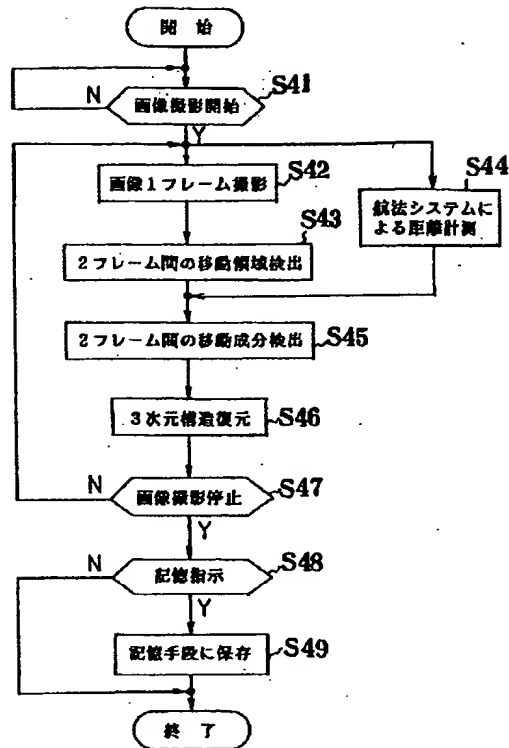 開 始
N
画像撮影開始
S41
Y
画像1フレーム撮影
S42
S44
航法システムに
よる距離計測
S43
2フレーム間の移動領域検出
2フレーム間の移動成分検出
S45
3次元構造復元
S46
N
画像撮影停止
S47
Y
N
記憶指示
S48
Y
記憶手段に保存
S49
終 了